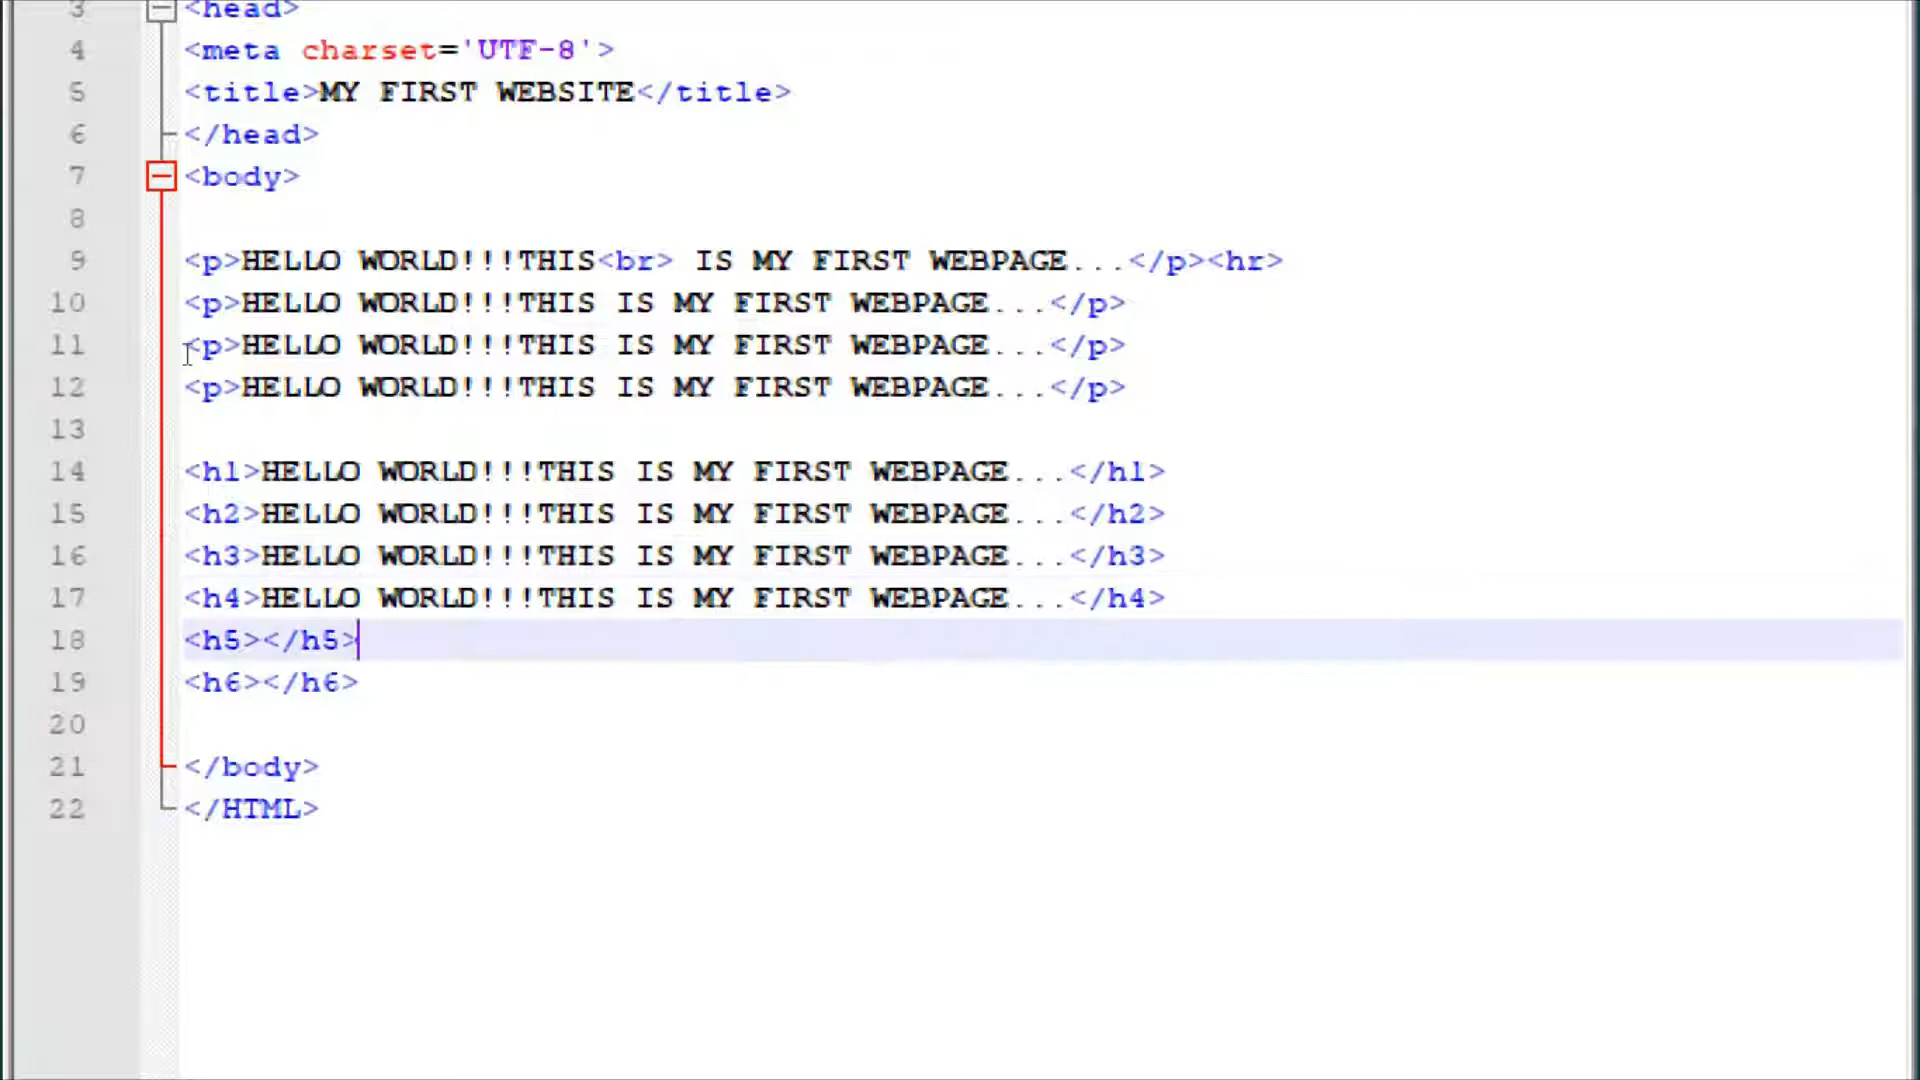 3 <head>
4 <meta charset='UTF-8'>
5 <title>MY FIRST WEBSITE</title>
6 </head>
7 <body>
8
9 <p>HELLO WORLD!!!THIS<br> IS MY FIRST WEBPAGE...</p><hr>
10 <p>HELLO WORLD!!!THIS IS MY FIRST WEBPAGE...</p>
11 <p>HELLO WORLD!!!THIS IS MY FIRST WEBPAGE...</p>
12 <p>HELLO WORLD!!!THIS IS MY FIRST WEBPAGE...</p>
13
14 <h1>HELLO WORLD!!!THIS IS MY FIRST WEBPAGE...</h1>
15 <h2>HELLO WORLD!!!THIS IS MY FIRST WEBPAGE...</h2>
16 <h3>HELLO WORLD!!!THIS IS MY FIRST WEBPAGE...</h3>
17 <h4>HELLO WORLD!!!THIS IS MY FIRST WEBPAGE...</h4>
18 <h5></h5>
19 <h6></h6>
20
21 </body>
22 </HTML>